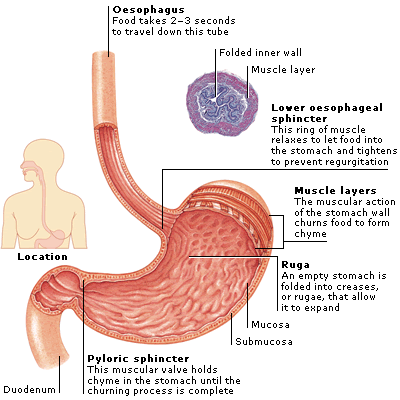 Oesophagus
Food takes 2–3 seconds
to travel down this tube
Folded inner wall
Muscle layer
Lower oesophageal
sphincter
This ring of muscle
relaxes to let food into
the stomach and tightens
to prevent regurgitation
Muscle layers
The muscular action
of the stomach wall
churns food to form
chyme
Location
Ruga
An empty stomach is
folded into creases,
or rugae, that allow
it to expand
Mucosa
Submucosa
Pyloric sphincter
This muscular valve holds
chyme in the stomach until the
churning process is complete
Duodenum